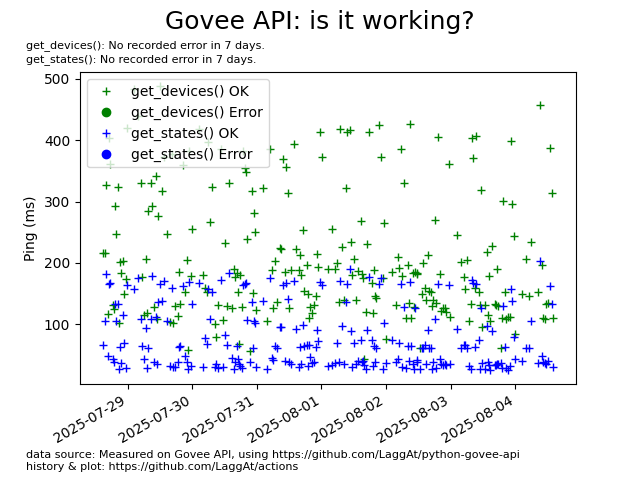 Govee API: is it working?
get_devices(): No recorded error in 7 days.
get_states(): No recorded error in 7 days.
get_devices() OK
get_devices() Error
get_states() OK
get_states() Error
Ping (ms)
500
400
300
200
100
2025-07-29
2025-07-30
2025-07-31
2025-08-01
2025-08-02
2025-08-03
2025-08-04
data source: Measured on Govee API, using https://github.com/LaggAt/python-govee-api
history & plot: https://github.com/LaggAt/actions